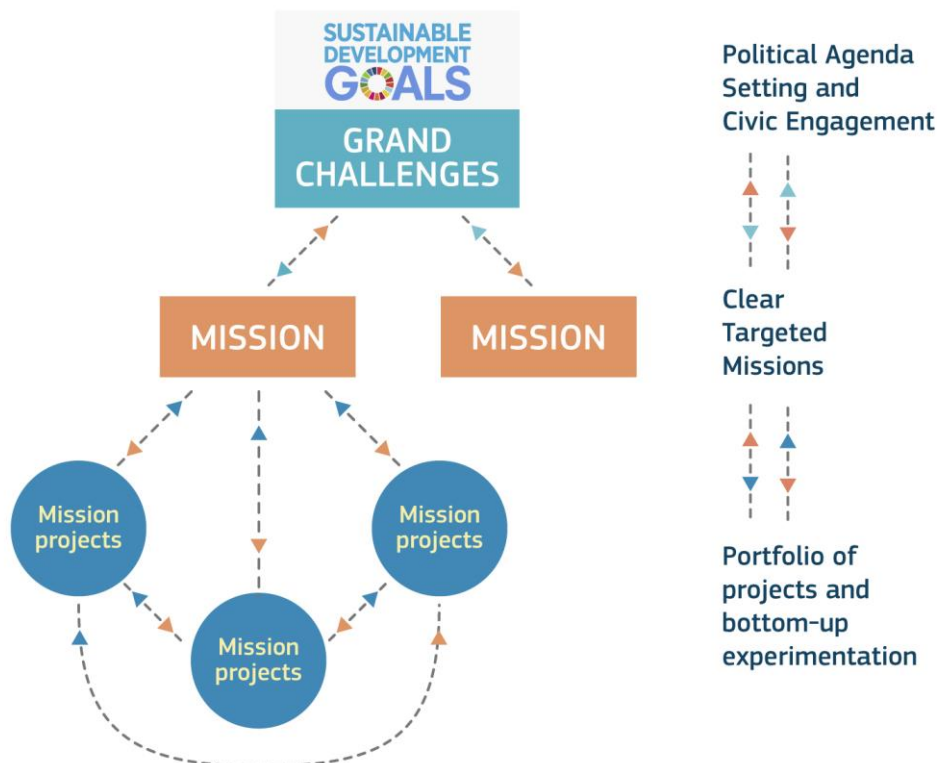 SUSTAINABLE
DEVELOPMENT
GOALS
GRAND
CHALLENGES
MISSION
MISSION
Mission
projects
Mission
projects
Mission
projects
Political Agenda
Setting and
Civic Engagement
Clear
Targeted
Missions
Portfolio of
projects and
bottom-up
experimentation